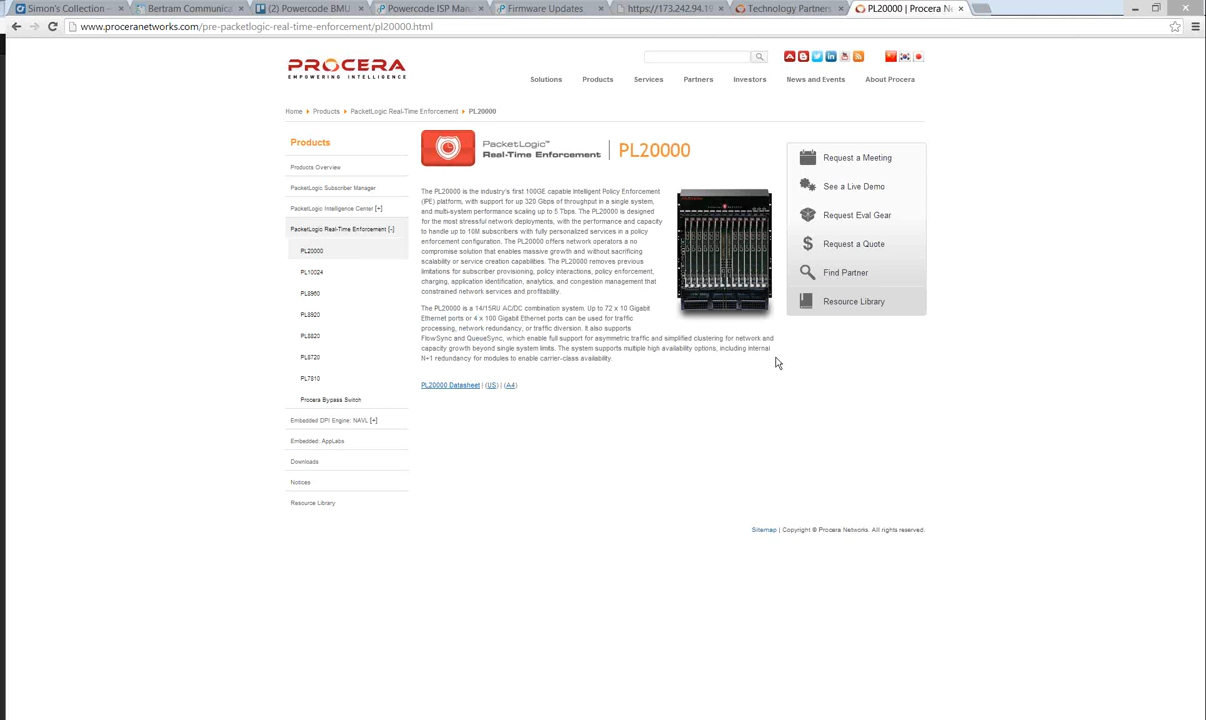 Simon's Collection
Bertram Communica
(2) Powercode BMU
Powercode ISP Man
Firmware Updates
https://173.242.94.19
Technology Partners
PL20000 | Procera N
www.proceranetworks.com/pre-packetlogic-real-time-enforcement/pl20000.html
PROCERA
EMPOWERING INTELLIGENCE
Solutions Products Services Partners Investors News and Events About Procera
Home Products PacketLogic Real-Time Enforcement PL20000
Products
Products Overview
PacketLogic Subscriber Manager
PacketLogic Intelligence Center [+]
PacketLogic Real-Time Enforcement [-]
PL20000
PL10024
PL8960
PL8920
PL8820
PL8720
PL7810
Procera Bypass Switch
Embedded DPI Engine: NAVL [+]
Embedded: AppLabs
Downloads
Notices
Resource Library
PacketLogic™
Real-Time Enforcement
PL20000
The PL20000 is the industry's first 100GE capable Intelligent Policy Enforcement
(IPE) platform, with support for up 320 Gbps of throughput in a single system,
and multi-system performance scaling up to 5 Tbps. The PL20000 is designed
for the most stressful network deployments, with the performance and capacity
to handle up to 10M subscribers with fully personalized services in a policy
enforcement configuration. The PL20000 offers network operators a no
compromise solution that enables massive growth and without sacrificing
scalability or service creation capabilities. The PL20000 removes previous
limitations for subscriber provisioning, policy interactions, policy enforcement,
charging, application identification, analytics, and congestion management that
constrained network services and profitability.
The PL20000 is a 14/15RU AC/DC combination system. Up to 72 x 10 Gigabit
Ethernet ports or 4 x 100 Gigabit Ethernet ports can be used for traffic
processing, network redundancy, or traffic diversion. It also supports
FlowSync and QueueSync, which enable full support for asymmetric traffic and simplified clustering for network and
capacity growth beyond single system limits. The system supports multiple high availability options, including internal
N+1 redundancy for modules to enable carrier-class availability.
PL20000 Datasheet | (US) | (A4)
Request a Meeting
See a Live Demo
Request Eval Gear
Request a Quote
Find Partner
Resource Library
Sitemap | Copyright © Procera Networks. All rights reserved.